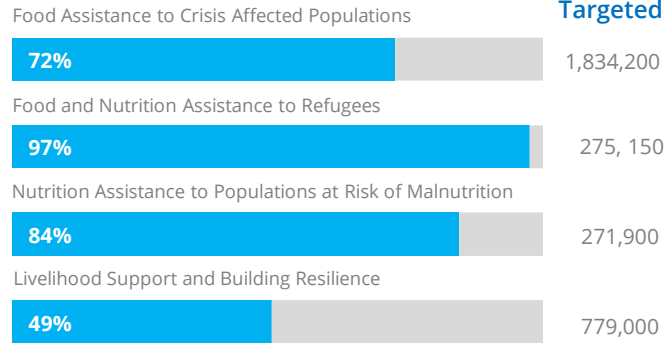 Targeted
Food Assistance to Crisis Affected Populations
72% 1,834,200
Food and Nutrition Assistance to Refugees
97% 275, 150
Nutrition Assistance to Populations at Risk of Malnutrition
84% 271,900
Livelihood Support and Building Resilience
49% 779,000